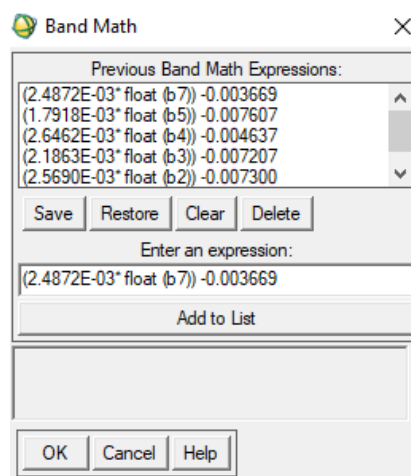 Band Math
Previous Band Math Expressions:
(2.4872E-03* float (b7)) -0.003669
(1.7918E-03* float (b5)) -0.007607
(2.6462E-03* float (b4)) -0.004637
(2.1863E-03* float (b3)) -0.007207
(2.5690E-03* float (b2)) -0.007300
Save Restore Clear Delete
Enter an expression:
(2.4872E-03* float (b7)) -0.003669
Add to List
OK Cancel Help